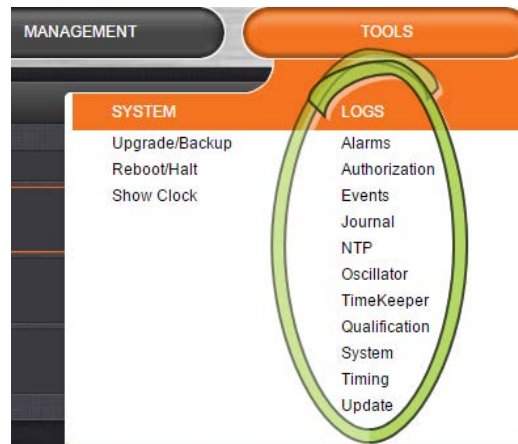 MANAGEMENT
TOOLS
SYSTEM
Upgrade/Backup
Reboot/Halt
Show Clock
LOGS
Alarms
Authorization
Events
Journal
NTP
Oscillator
TimeKeeper
Qualification
System
Timing
Update